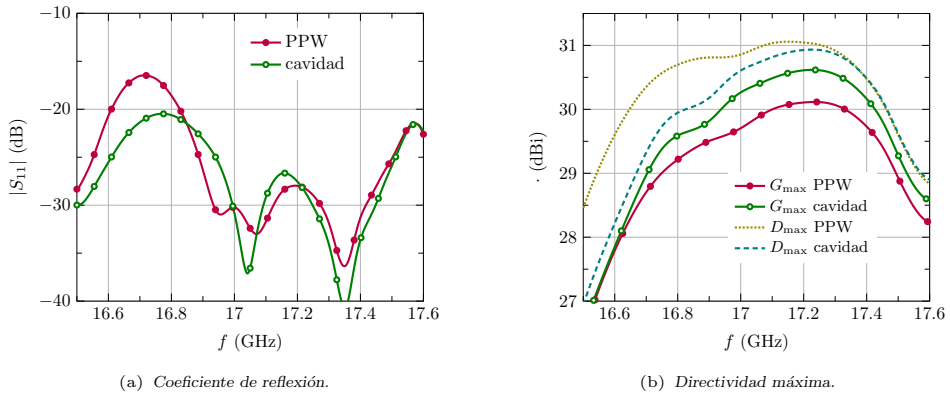 −10
−20
−30
−40
|S11| (dB)
16.6 16.8 17 17.2 17.4 17.6
f (GHz)
PPW
cavidad
(a) Coeficiente de reflexión.
31
30
29
28
27
· (dBi)
16.6 16.8 17 17.2 17.4 17.6
f (GHz)
Gmax PPW
Gmax cavidad
Dmax PPW
Dmax cavidad
(b) Directividad máxima.